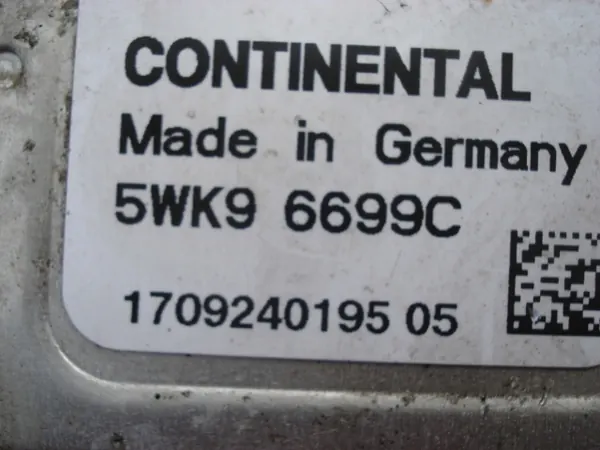 CONTINENTAL
Made in Germany
5WK9 6699C
1709240195 05